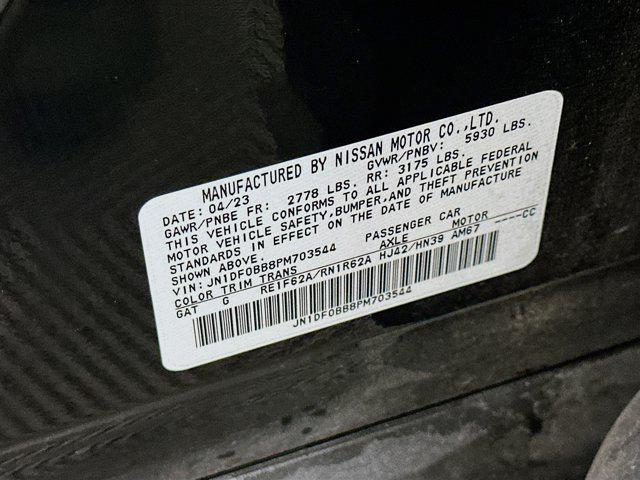 MANUFACTURED BY NISSAN MOTOR CO.,LTD.
DATE: 04/23 GVWR/PNBV: 5930 LBS.
GAWR/PNBE FR: 2778 LBS. RR: 3175 LBS.
THIS VEHICLE CONFORMS TO ALL APPLICABLE FEDERAL
MOTOR VEHICLE SAFETY,BUMPER,AND THEFT PREVENTION
STANDARDS IN EFFECT ON THE DATE OF MANUFACTURE
SHOWN ABOVE.
VIN: JN1DF0BB8PM703544 PASSENGER CAR
COLOR TRIM TRANS AXLE MOTOR ----CC
GAT G RE1F62A/RN1R62A HJ42/HN39 AM67
JN1DF0BB8PM703544